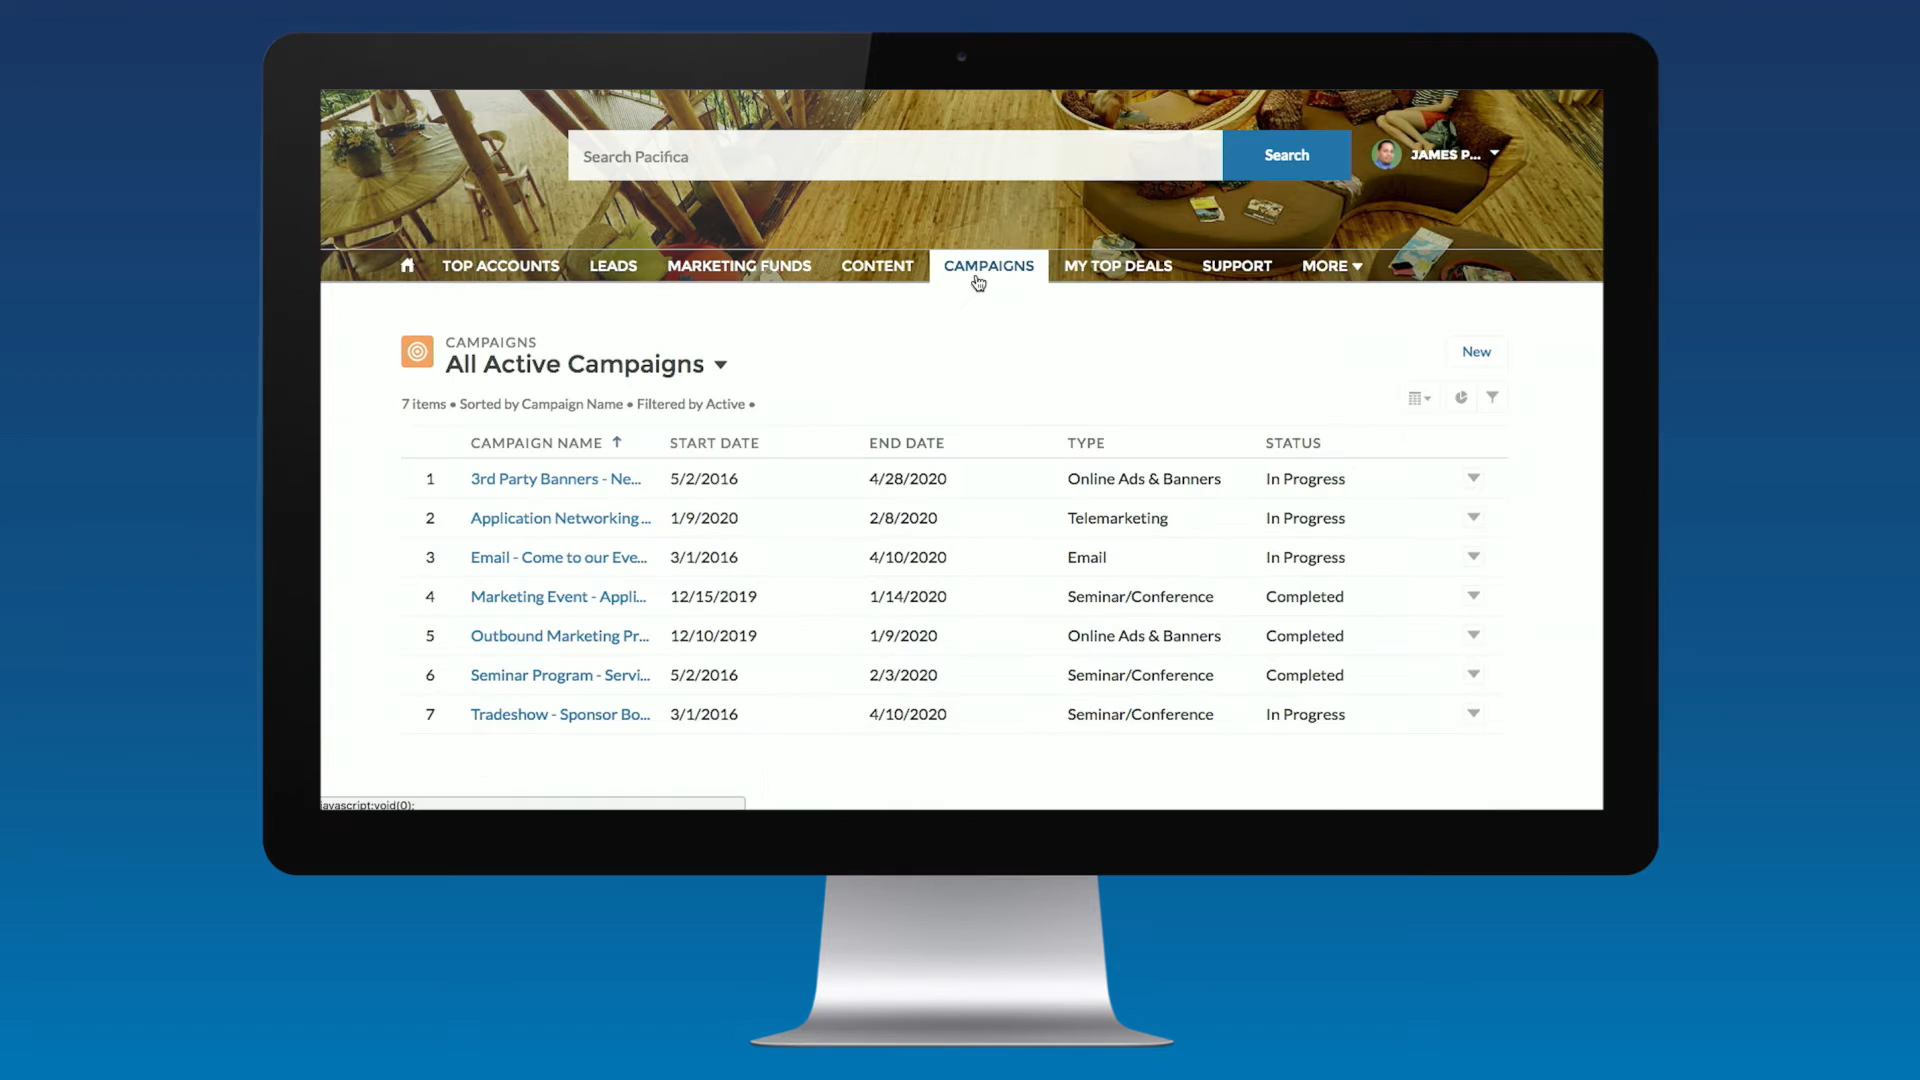 Search Pacifica
Search
JAMES P...
TOP ACCOUNTS LEADS MARKETING FUNDS CONTENT CAMPAIGNS MY TOP DEALS SUPPORT MORE
CAMPAIGNS
All Active Campaigns
New
7 items • Sorted by Campaign Name • Filtered by Active •
CAMPAIGN NAME START DATE END DATE TYPE STATUS
1 3rd Party Banners - Ne... 5/2/2016 4/28/2020 Online Ads & Banners In Progress
2 Application Networking ... 1/9/2020 2/8/2020 Telemarketing In Progress
3 Email - Come to our Eve... 3/1/2016 4/10/2020 Email In Progress
4 Marketing Event - Appli... 12/15/2019 1/14/2020 Seminar/Conference Completed
5 Outbound Marketing Pr... 12/10/2019 1/9/2020 Online Ads & Banners Completed
6 Seminar Program - Servi... 5/2/2016 2/3/2020 Seminar/Conference Completed
7 Tradeshow - Sponsor Bo... 3/1/2016 4/10/2020 Seminar/Conference In Progress
javascript:void(0);